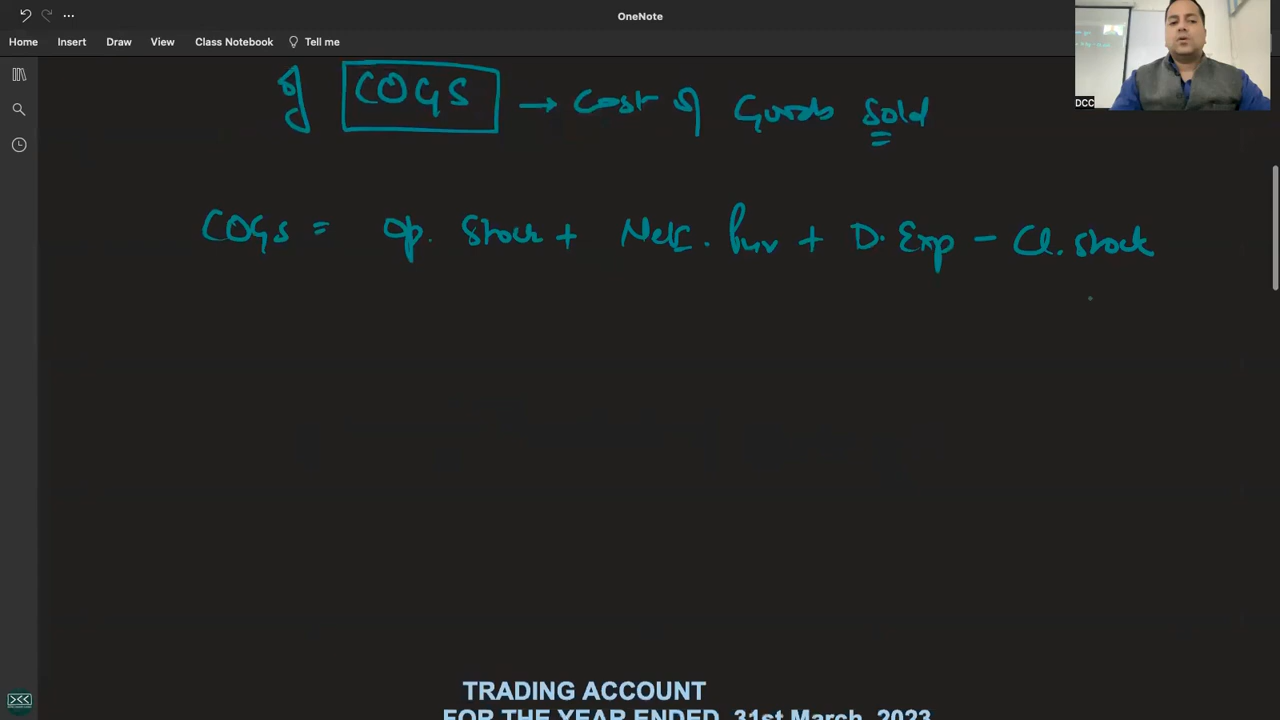 OneNote
Home Insert Draw View Class Notebook Tell me
DCC
of COGS → Cost of Goods Sold
COGS = Op. Stock + Net. Pur + D. Exp - Cl. Stock
TRADING ACCOUNT
FOR THE YEAR ENDED 31st March, 2023